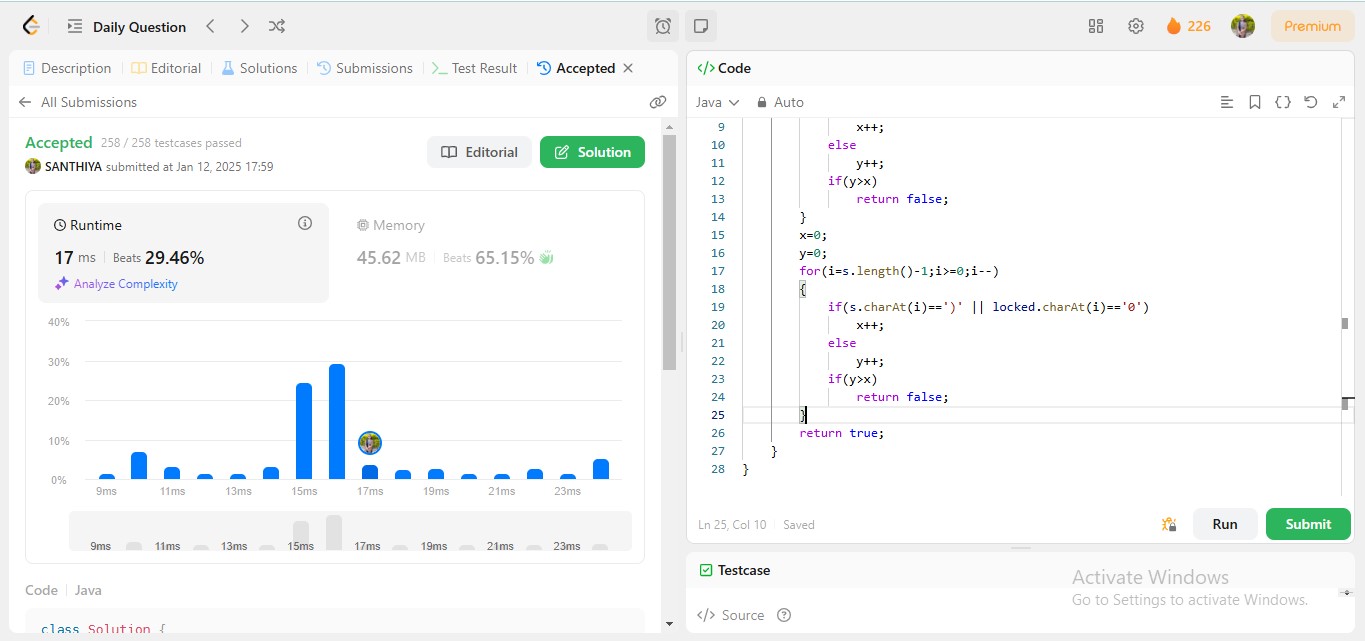 Daily Question
226
Premium
Description
Editorial
Solutions
Submissions
Test Result
Accepted
All Submissions
Accepted 258 / 258 testcases passed
SANTHIYA submitted at Jan 12, 2025 17:59
Editorial
Solution
Runtime
17 ms Beats 29.46%
Analyze Complexity
Memory
45.62 MB Beats 65.15%
40%
30%
20%
10%
0%
9ms 11ms 13ms 15ms 17ms 19ms 21ms 23ms
9ms 11ms 13ms 15ms 17ms 19ms 21ms 23ms
Code Java
class Solution {
</> Code
Java Auto
9 x++;
10 else
11 y++;
12 if(y>x)
13 return false;
14 }
15 x=0;
16 y=0;
17 for(i=s.length()-1;i>=0;i--)
18 {
19 if(s.charAt(i)==')' || locked.charAt(i)=='0')
20 x++;
21 else
22 y++;
23 if(y>x)
24 return false;
25 }
26 return true;
27 }
28 }
Ln 25, Col 10 Saved
Run
Submit
Testcase
</> Source
Activate Windows
Go to Settings to activate Windows.